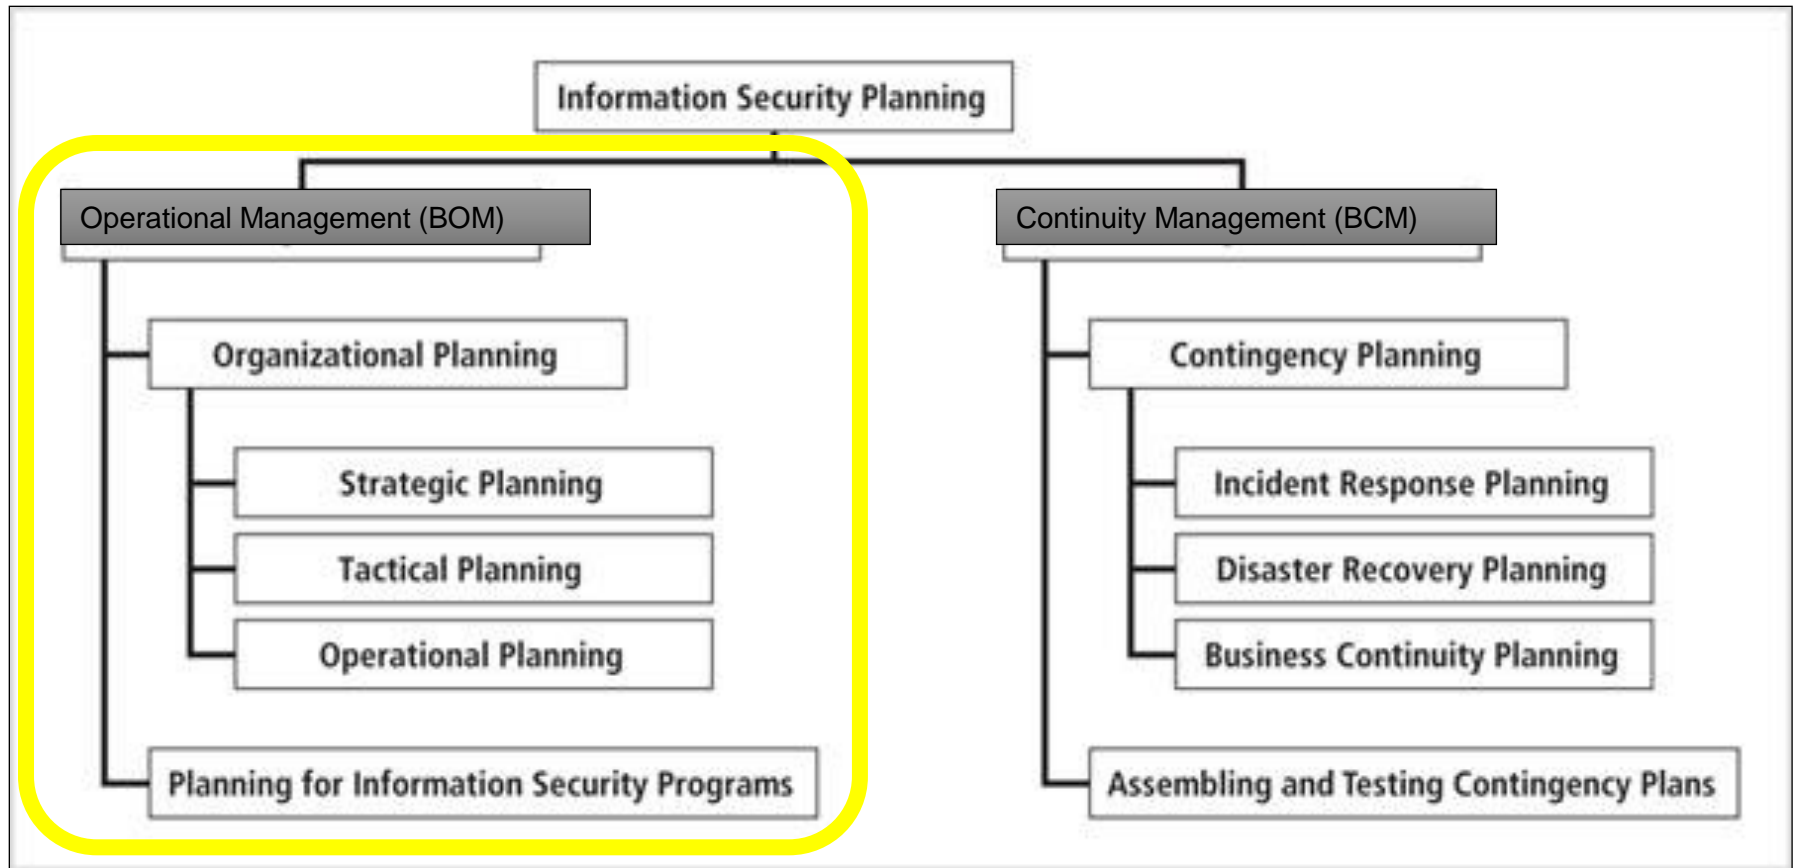 Information Security Planning
Operational Management (BOM)
Organizational Planning
Strategic Planning
Tactical Planning
Operational Planning
Planning for Information Security Programs
Continuity Management (BCM)
Contingency Planning
Incident Response Planning
Disaster Recovery Planning
Business Continuity Planning
Assembling and Testing Contingency Plans